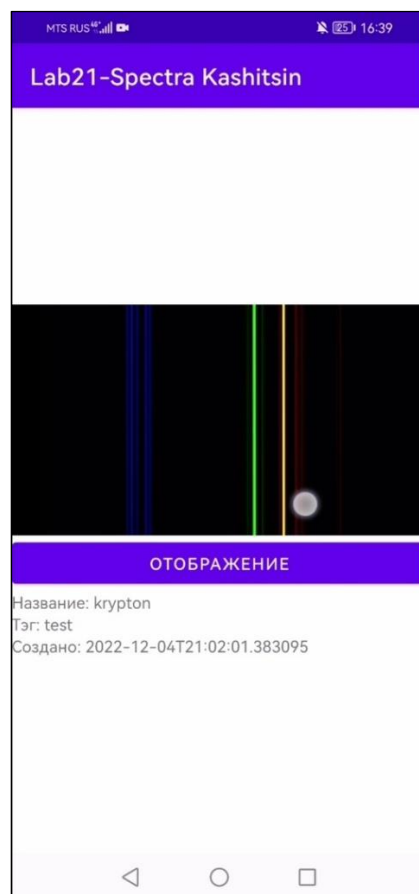 MTS RUS 16:39
Lab21-Spectra Kashitsin
ОТОБРАЖЕНИЕ
Название: krypton
Тэг: test
Создано: 2022-12-04T21:02:01.383095